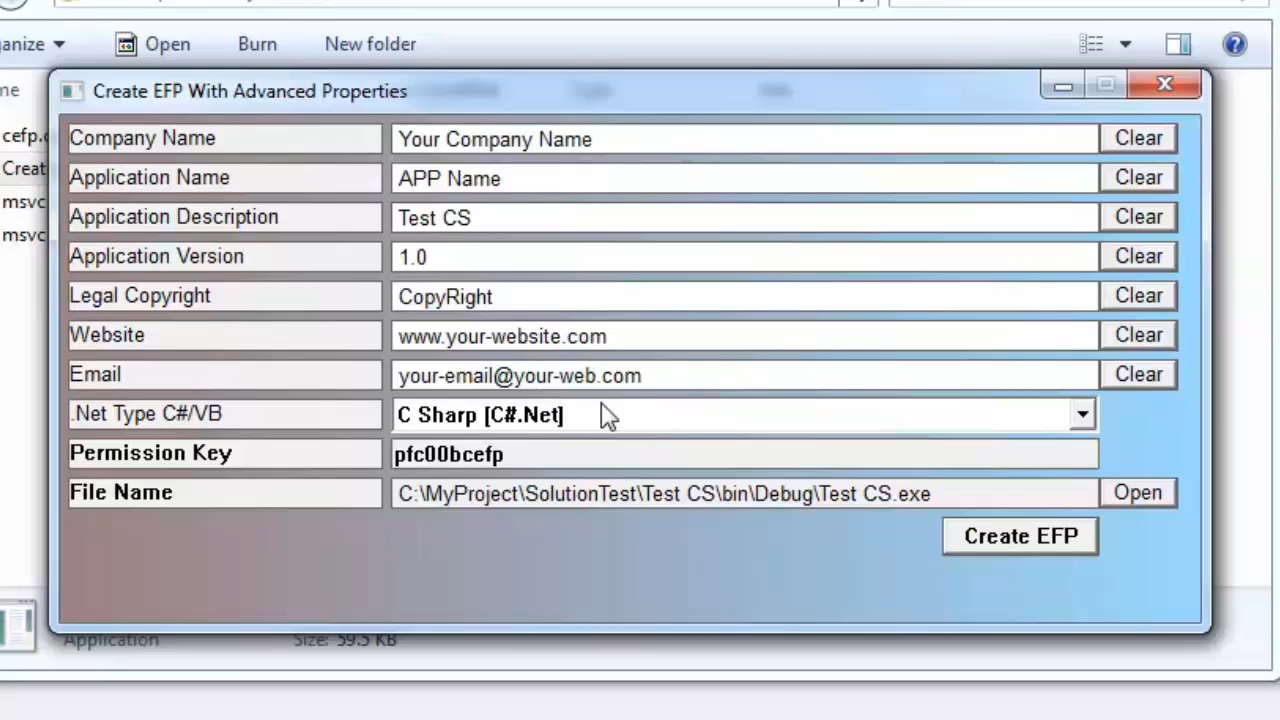 Open
Burn
New folder
Create EFP With Advanced Properties
Company Name
Your Company Name
Clear
Application Name
APP Name
Clear
Application Description
Test CS
Clear
Application Version
1.0
Clear
Legal Copyright
CopyRight
Clear
Website
www.your-website.com
Clear
Email
your-email@your-web.com
Clear
.Net Type C#/VB
C Sharp [C#.Net]
Permission Key
pfc00bcefp
File Name
C:\MyProject\SolutionTest\Test CS\bin\Debug\Test CS.exe
Open
Create EFP
Application
Size: 59.5 KB